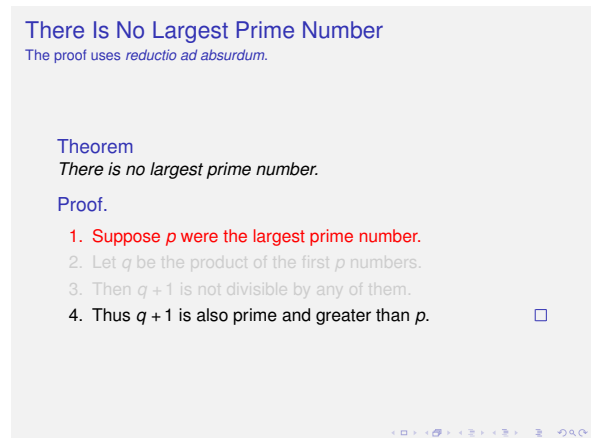 There Is No Largest Prime Number
The proof uses reductio ad absurdum.
Theorem
There is no largest prime number.
Proof.
1. Suppose p were the largest prime number.
2. Let q be the product of the first p numbers.
3. Then q + 1 is not divisible by any of them.
4. Thus q + 1 is also prime and greater than p. □